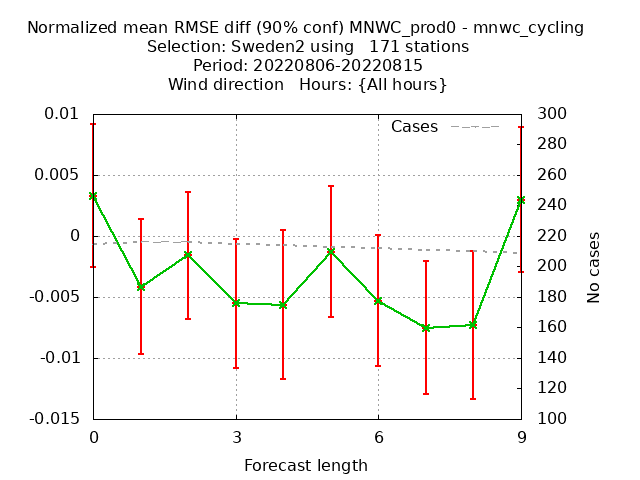 Normalized mean RMSE diff (90% conf) MNWC_prod0 - mnwc_cycling
Selection: Sweden2 using   171 stations
Period: 20220806-20220815
Wind direction   Hours: {All hours}
0.01
0.005
0
-0.005
-0.01
-0.015
Cases
300
280
260
240
220
200
180
160
140
120
100
No cases
0 3 6 9
Forecast length